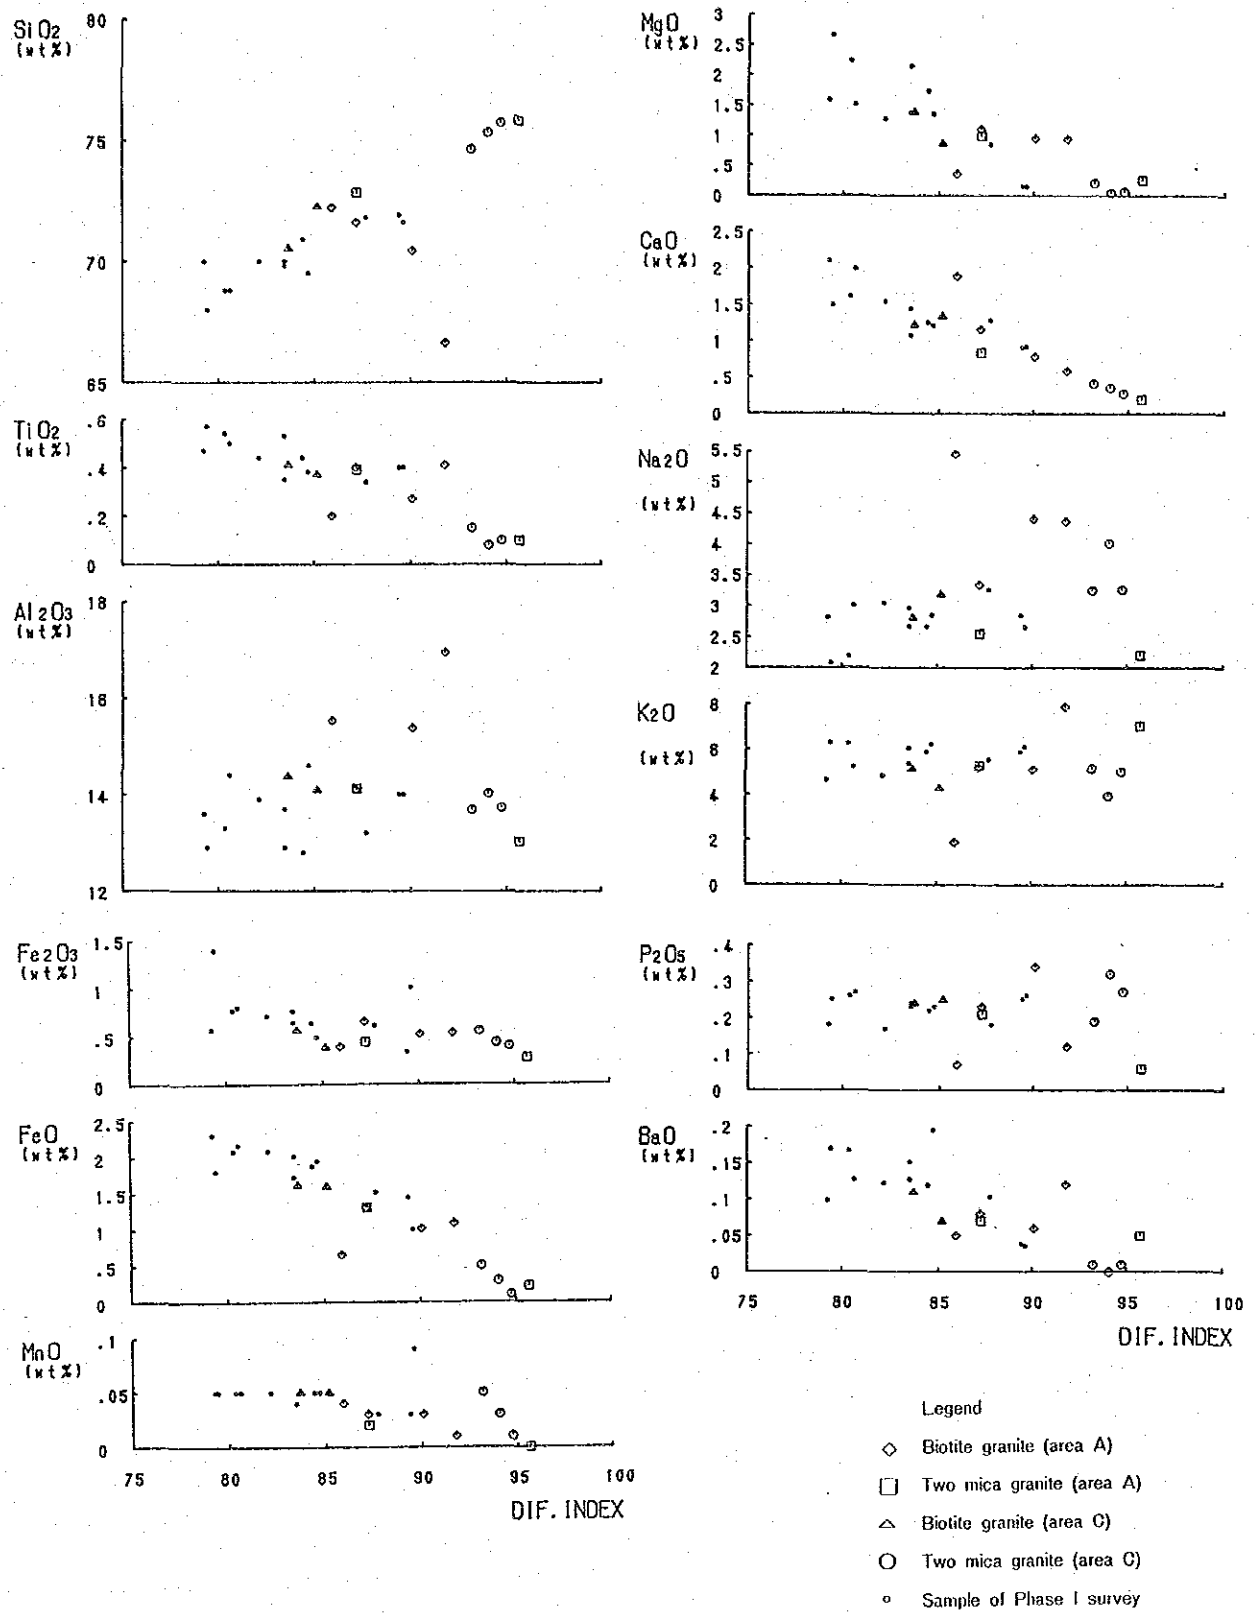 SiO2
(wt%)
80
75
70
65
TiO2
(wt%)
.6
.4
.2
0
Al2O3
(wt%)
18
16
14
12
Fe2O3
(wt%)
1.5
1
.5
0
FeO
(wt%)
2.5
2
1.5
1
.5
0
MnO
(wt%)
.1
.05
0
75 80 85 90 95 100
DIF. INDEX
MgO
(wt%)
3
2.5
2
1.5
1
.5
0
CaO
(wt%)
2.5
2
1.5
1
.5
0
Na2O
(wt%)
5.5
5
4.5
4
3.5
3
2.5
2
K2O
(wt%)
8
6
4
2
0
P2O5
(wt%)
.4
.3
.2
.1
0
BaO
(wt%)
.2
.15
.1
.05
0
75 80 85 90 95 100
DIF. INDEX
Legend
Biotite granite (area A)
Two mica granite (area A)
Biotite granite (area C)
Two mica granite (area C)
Sample of Phase I survey